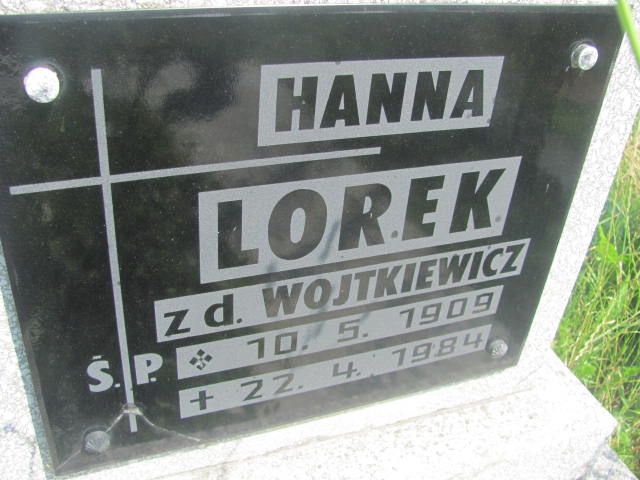 HANNA
LOREK
z d. WOJTKIEWICZ
Ś.P. 10. 5. 1909
+ 22. 4. 1984